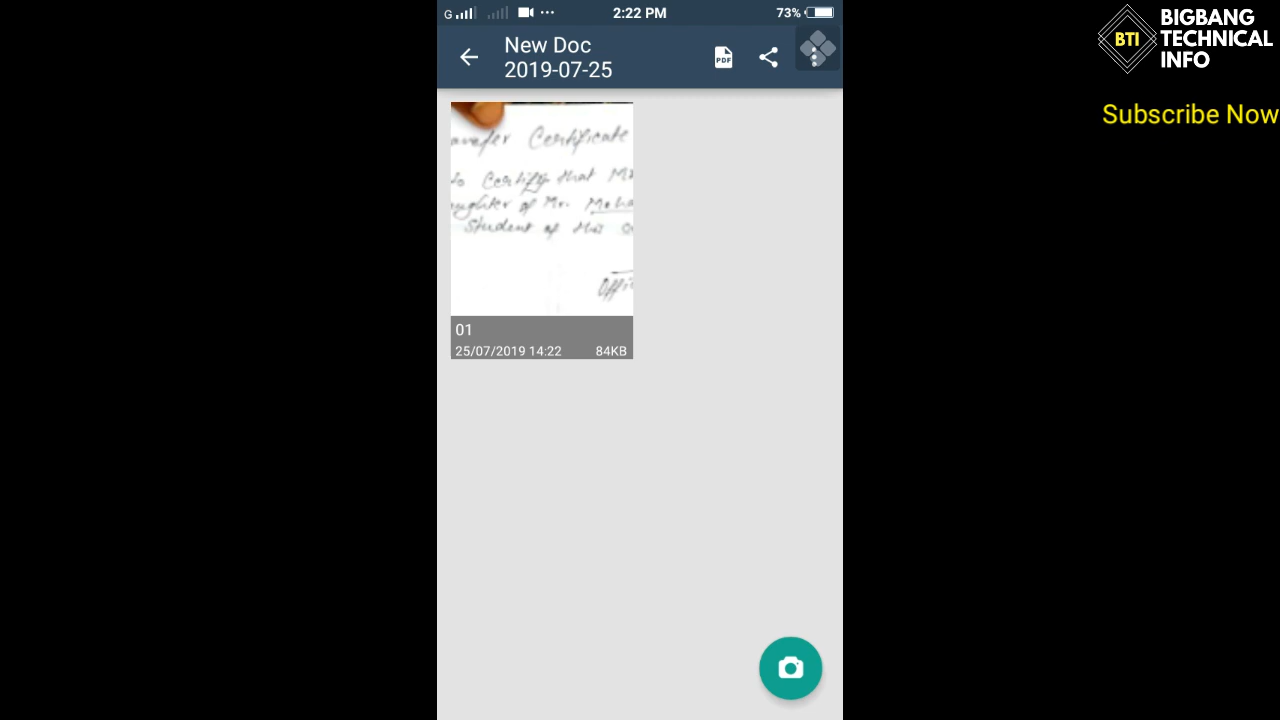 G 2:22 PM 73%
New Doc
2019-07-25
PDF
Certificate
Certify that
of Mr.
Student of this
01
25/07/2019 14:22 84KB
BTI
BIGBANG
TECHNICAL
INFO
Subscribe Now